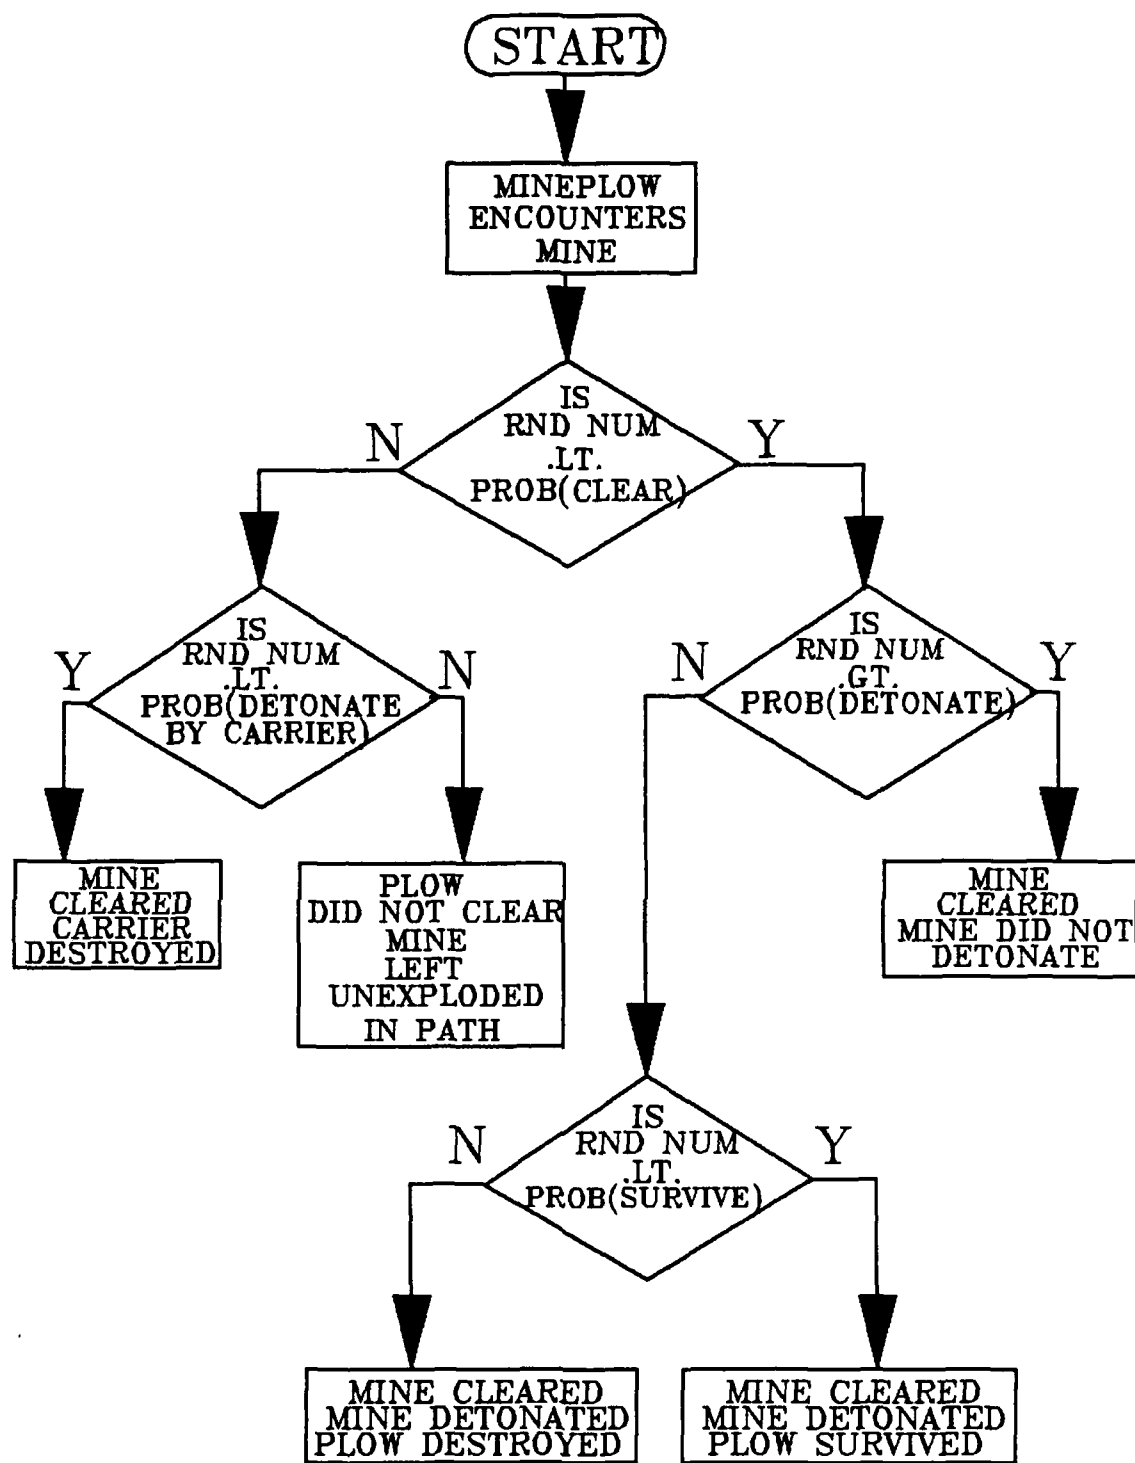 START
MINEPLOW
ENCOUNTERS
MINE
IS
RND NUM
.LT.
PROB(CLEAR)
N
Y
IS
RND NUM
.LT.
PROB(DETONATE
BY CARRIER)
Y
N
IS
RND NUM
.GT.
PROB(DETONATE)
N
Y
MINE
CLEARED
CARRIER
DESTROYED
PLOW
DID NOT CLEAR
MINE
LEFT
UNEXPLODED
IN PATH
MINE
CLEARED
MINE DID NOT
DETONATE
IS
RND NUM
.LT.
PROB(SURVIVE)
N
Y
MINE CLEARED
MINE DETONATED
PLOW DESTROYED
MINE CLEARED
MINE DETONATED
PLOW SURVIVED